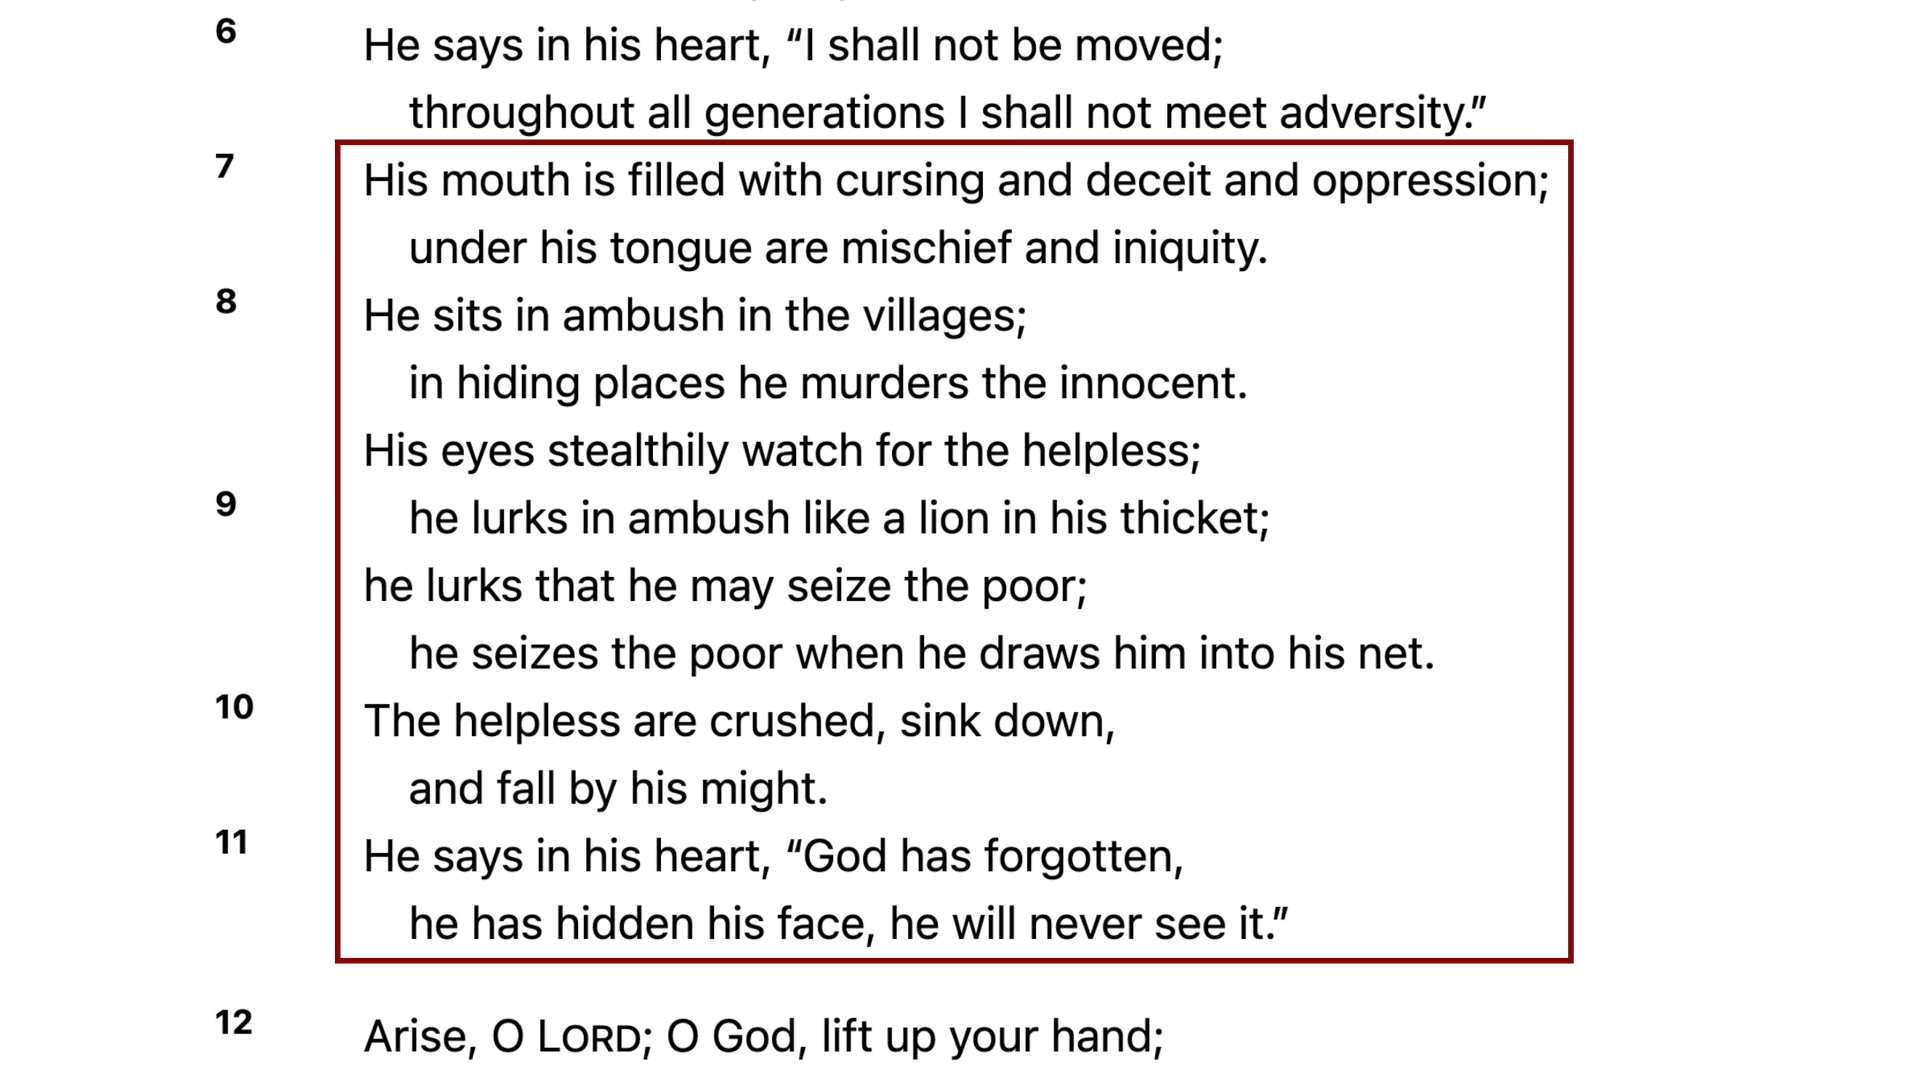 6 He says in his heart, “I shall not be moved;
throughout all generations I shall not meet adversity.”
7 His mouth is filled with cursing and deceit and oppression;
under his tongue are mischief and iniquity.
8 He sits in ambush in the villages;
in hiding places he murders the innocent.
His eyes stealthily watch for the helpless;
9 he lurks in ambush like a lion in his thicket;
he lurks that he may seize the poor;
he seizes the poor when he draws him into his net.
10 The helpless are crushed, sink down,
and fall by his might.
11 He says in his heart, “God has forgotten,
he has hidden his face, he will never see it.”
12 Arise, O LORD; O God, lift up your hand;